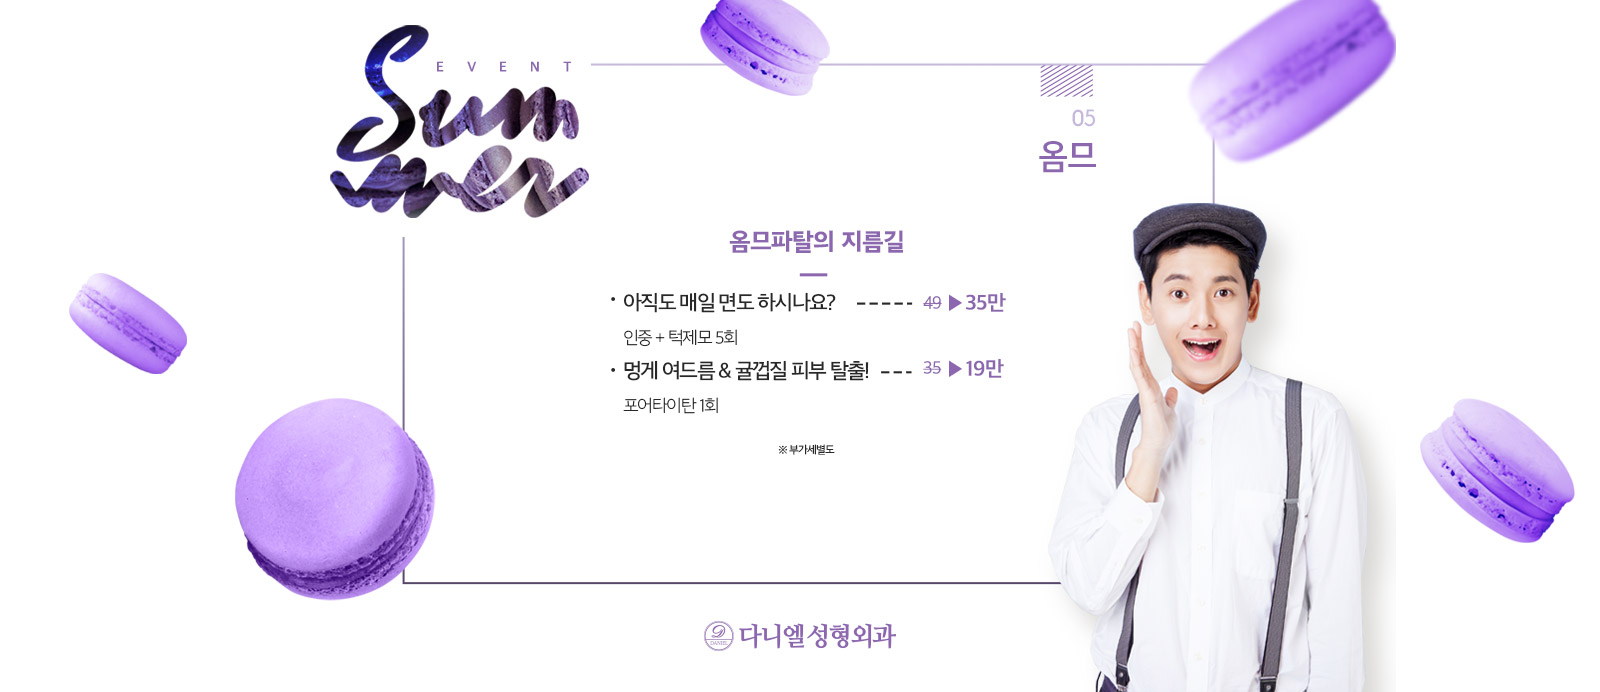 EVENT
Summer
05
옴므
옴므파탈의 지름길
· 아직도 매일 면도 하시나요? ----- 49 ▶35만
인중 + 턱제모 5회
· 멍게 여드름 & 귤껍질 피부 탈출! --- 35 ▶19만
포어타이탄 1회
※ 부가세별도
DANIEL 다니엘성형외과